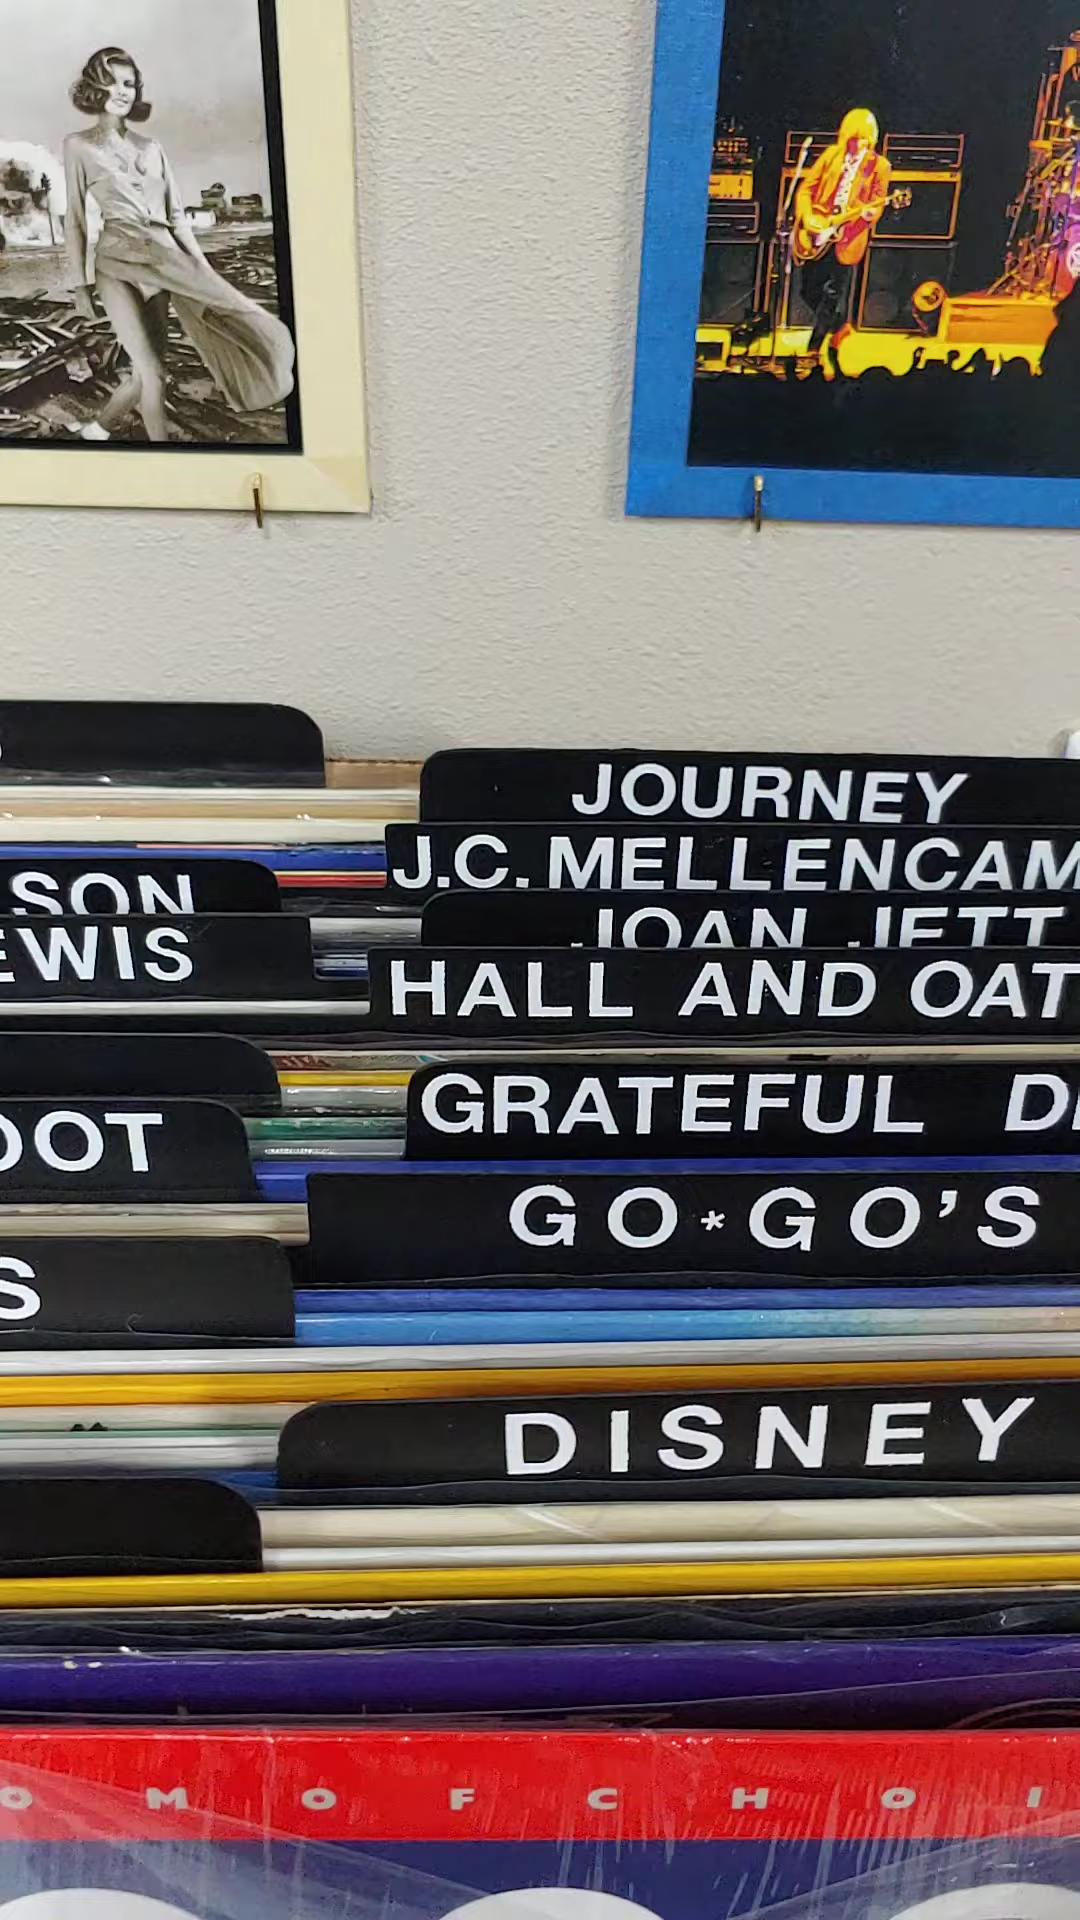 JOURNEY
J.C. MELLENCAM
SON
JOAN JETT
EWIS
HALL AND OAT
GRATEFUL D
OOT
GO*GO'S
S
DISNEY
O M O F C H O I